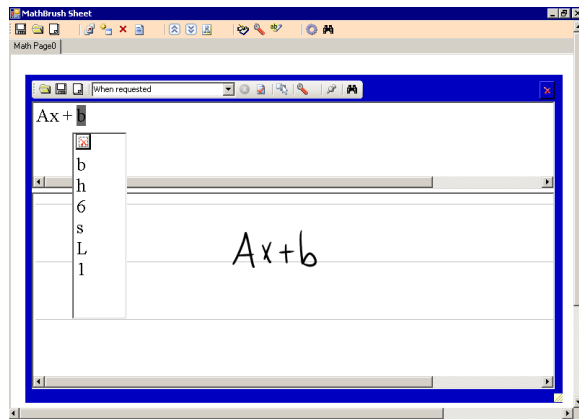 MathBrush Sheet
Math Page0
When requested
Ax + b
b
h
6
s
L
1
Ax+b